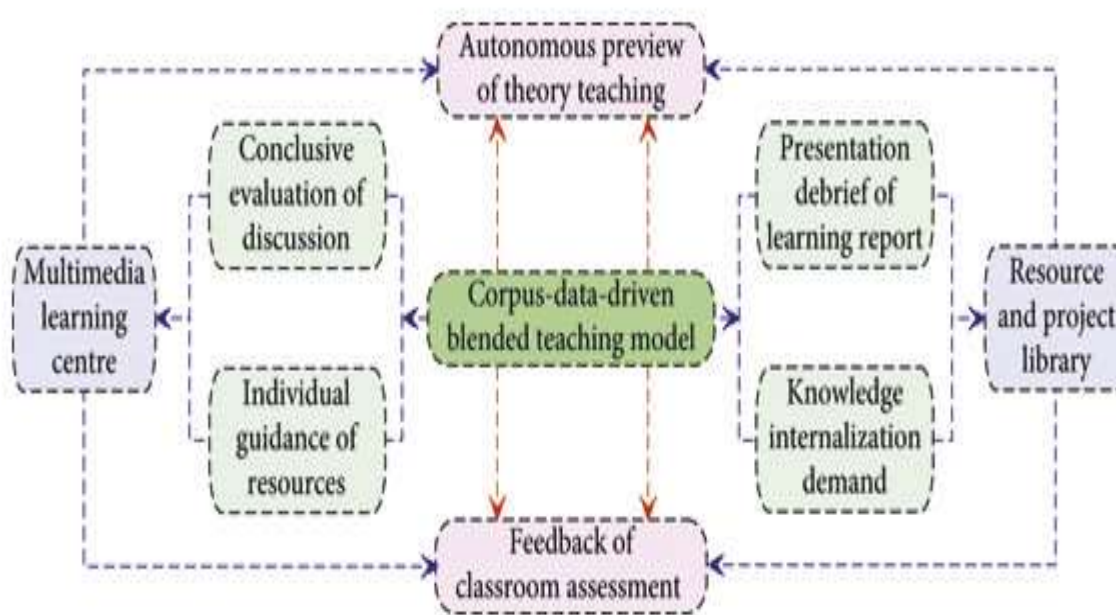 Autonomous preview
of theory teaching
Conclusive
evaluation of
discussion
Presentation
debrief of
learning report
Multimedia
learning
centre
Corpus-data-driven
blended teaching model
Resource
and project
library
Individual
guidance of
resources
Knowledge
internalization
demand
Feedback of
classroom assessment